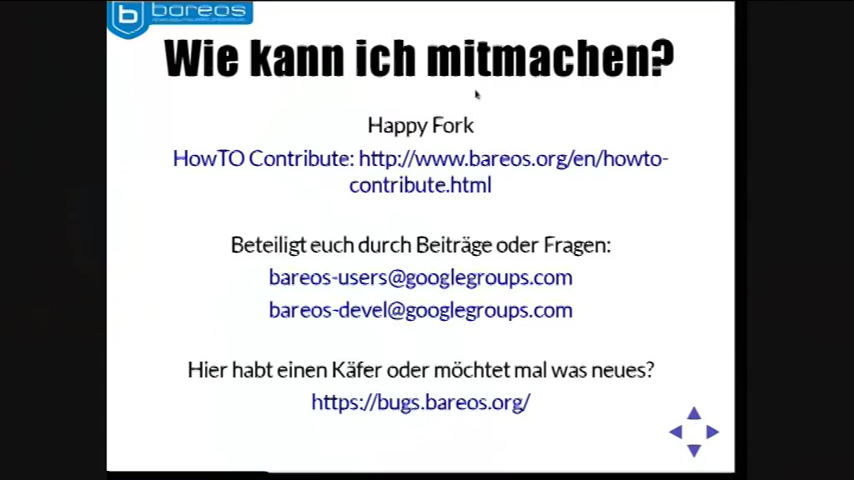 bareos
Wie kann ich mitmachen?
Happy Fork
HowTO Contribute: http://www.bareos.org/en/howto-
contribute.html
Beteiligt euch durch Beiträge oder Fragen:
bareos-users@googlegroups.com
bareos-devel@googlegroups.com
Hier habt einen Käfer oder möchtet mal was neues?
https://bugs.bareos.org/